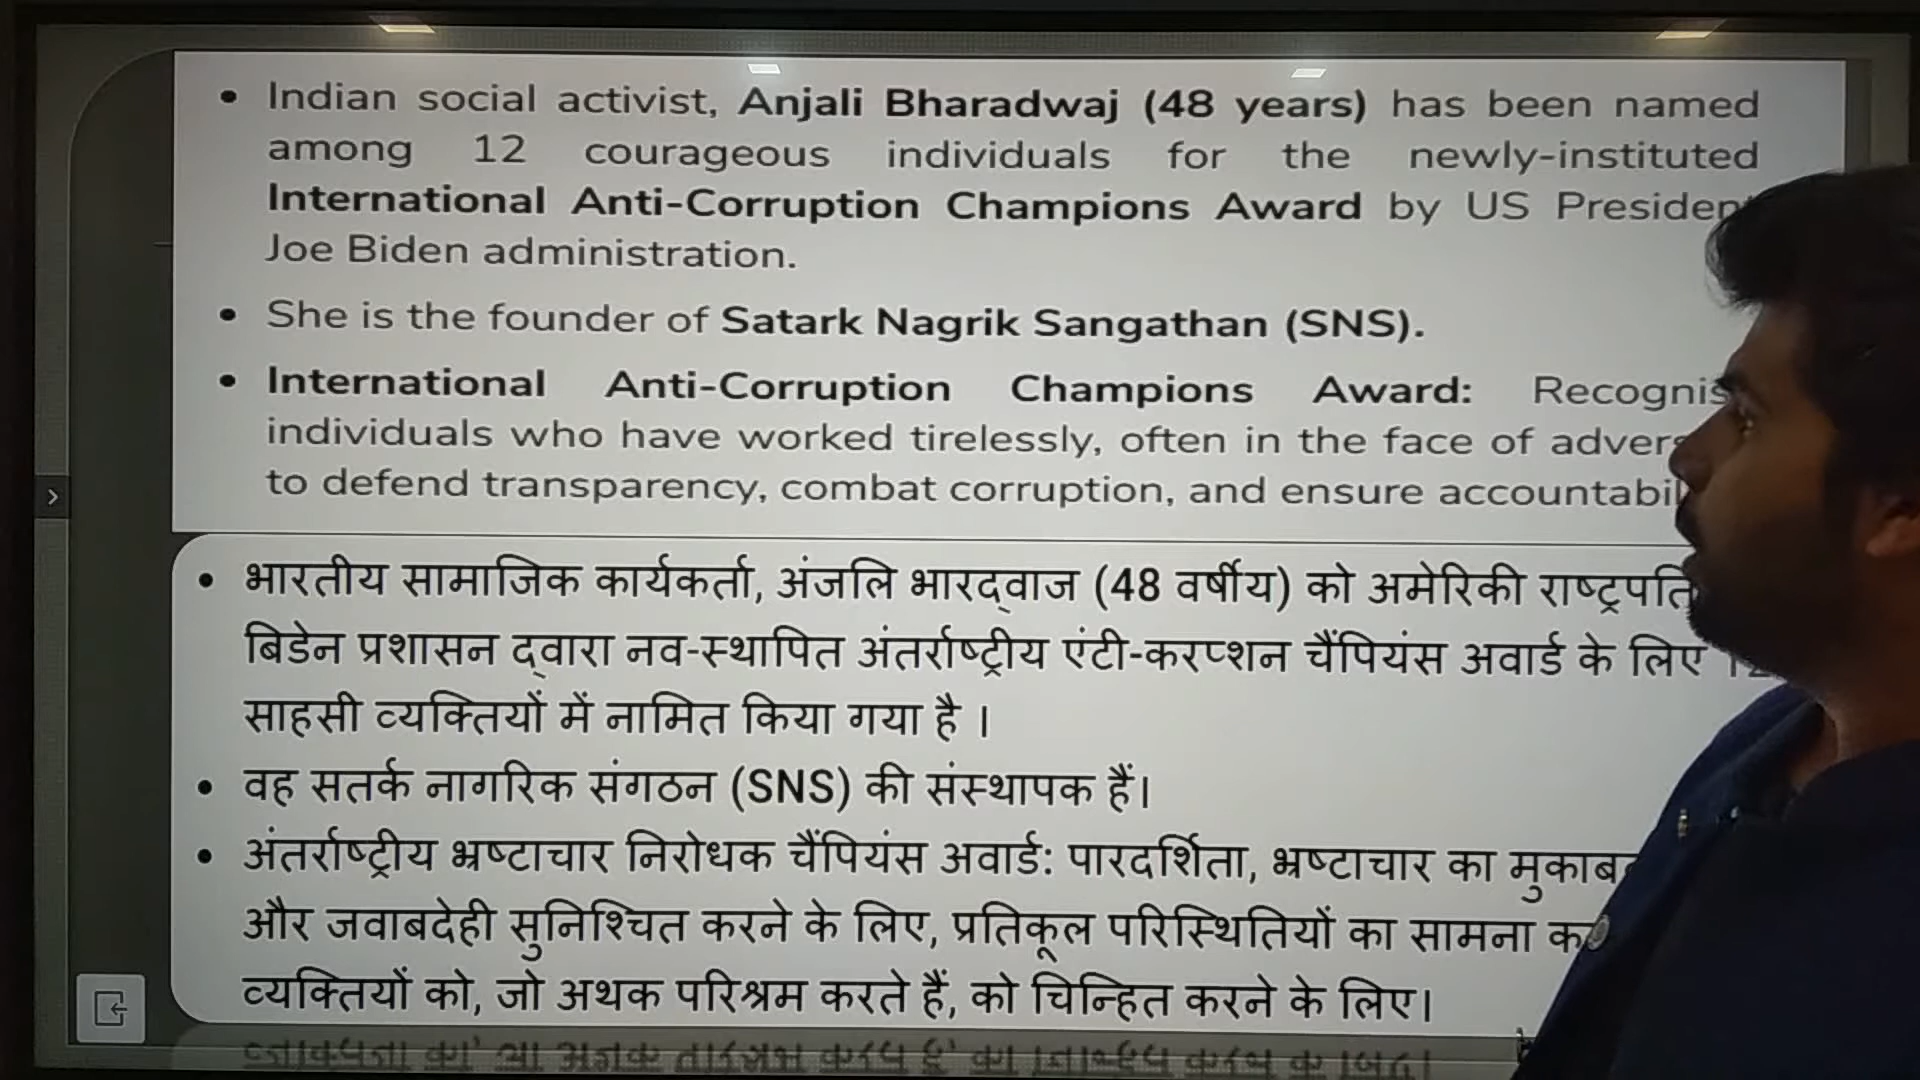 • Indian social activist, Anjali Bharadwaj (48 years) has been named
among 12 courageous individuals for the newly-instituted
International Anti-Corruption Champions Award by US President
Joe Biden administration.
• She is the founder of Satark Nagrik Sangathan (SNS).
• International Anti-Corruption Champions Award:
individuals who have worked tirelessly, often in the face of
to defend transparency, combat corruption, and ensure
• भारतीय सामाजिक कार्यकर्ता, अंजलि भारद्वाज (48 वर्षीय) को अमेरिकी राष्ट्रपति
बिडेन प्रशासन द्वारा नव-स्थापित अंतर्राष्ट्रीय एंटी-करप्शन चैंपियंस अवार्ड के लिए 12
साहसी व्यक्तियों में नामित किया गया है ।
• वह सतर्क नागरिक संगठन (SNS) की संस्थापक हैं।
• अंतर्राष्ट्रीय भ्रष्टाचार निरोधक चैंपियंस अवार्ड: पारदर्शिता, भ्रष्टाचार का
और जवाबदेही सुनिश्चित करने के लिए, प्रतिकूल परिस्थितियों का सामना
व्यक्तियों को, जो अथक परिश्रम करते हैं, को चिन्हित करने के लिए।